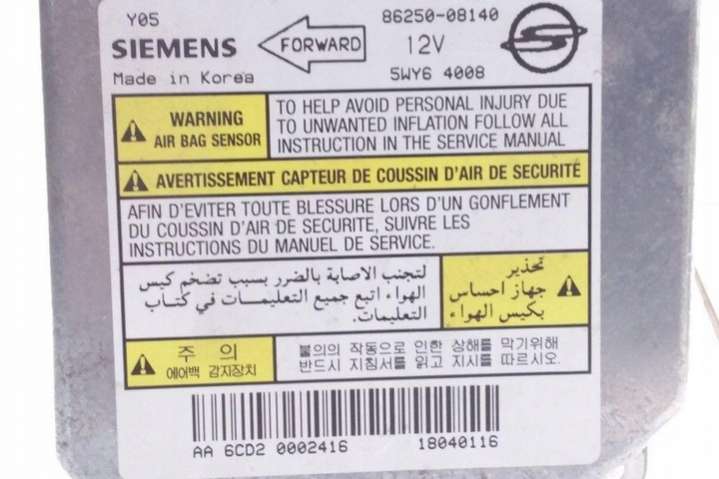 Y05
86250-08140
SIEMENS
FORWARD
12V
Made in Korea
5WY6 4008
WARNING
AIR BAG SENSOR
TO HELP AVOID PERSONAL INJURY DUE
TO UNWANTED INFLATION FOLLOW ALL
INSTRUCTION IN THE SERVICE MANUAL
AVERTISSEMENT CAPTEUR DE COUSSIN D'AIR DE SECURITÉ
AFIN D'EVITER TOUTE BLESSURE LORS D'UN GONFLEMENT
DU COUSSIN D'AIR DE SECURITE, SUIVRE LES
INSTRUCTIONS DU MANUEL DE SERVICE.
تحذير
جهاز احساس
بكيس الهواء
لتجنب الاصابة بالضرر بسبب تضخم كيس
الهواء اتبع جميع التعليمات في كتاب
التعليمات.
주 의
에어백 감지장치
불의의 작동으로 인한 상해를 막기위해
반드시 지침서를 읽고 지시를 따르시오.
AA 6CD2 0002416
18040116